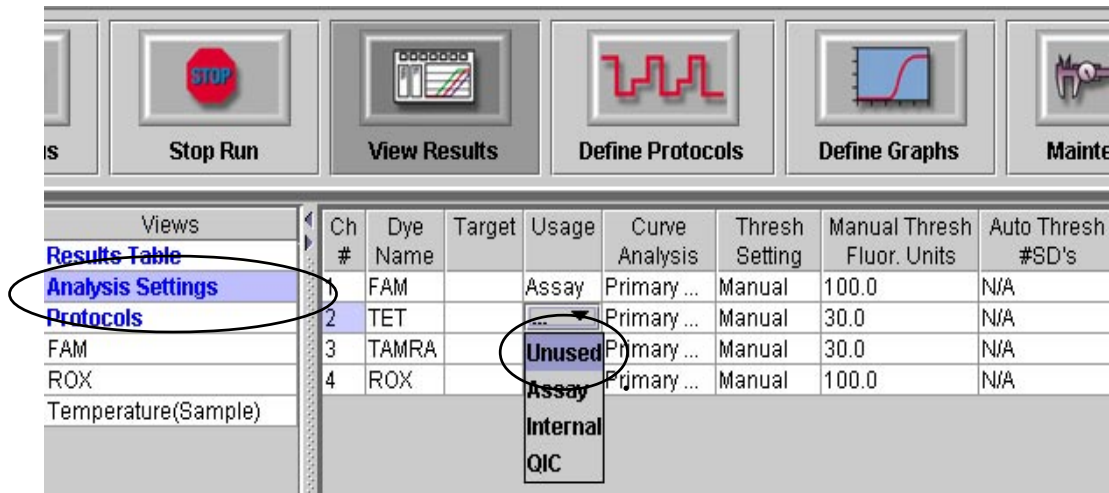 STOP
us Stop Run View Results Define Protocols Define Graphs Mainte
Views
Results Table
Analysis Settings
Protocols
FAM
ROX
Temperature(Sample)
Ch Dye Target Usage Curve Thresh Manual Thresh Auto Thresh
# Name Analysis Setting Fluor. Units #SD's
1 FAM Assay Primary ... Manual 100.0 N/A
2 TET ... Primary ... Manual 30.0 N/A
3 TAMRA Unused Primary ... Manual 30.0 N/A
4 ROX Assay Primary ... Manual 100.0 N/A
Internal
QIC